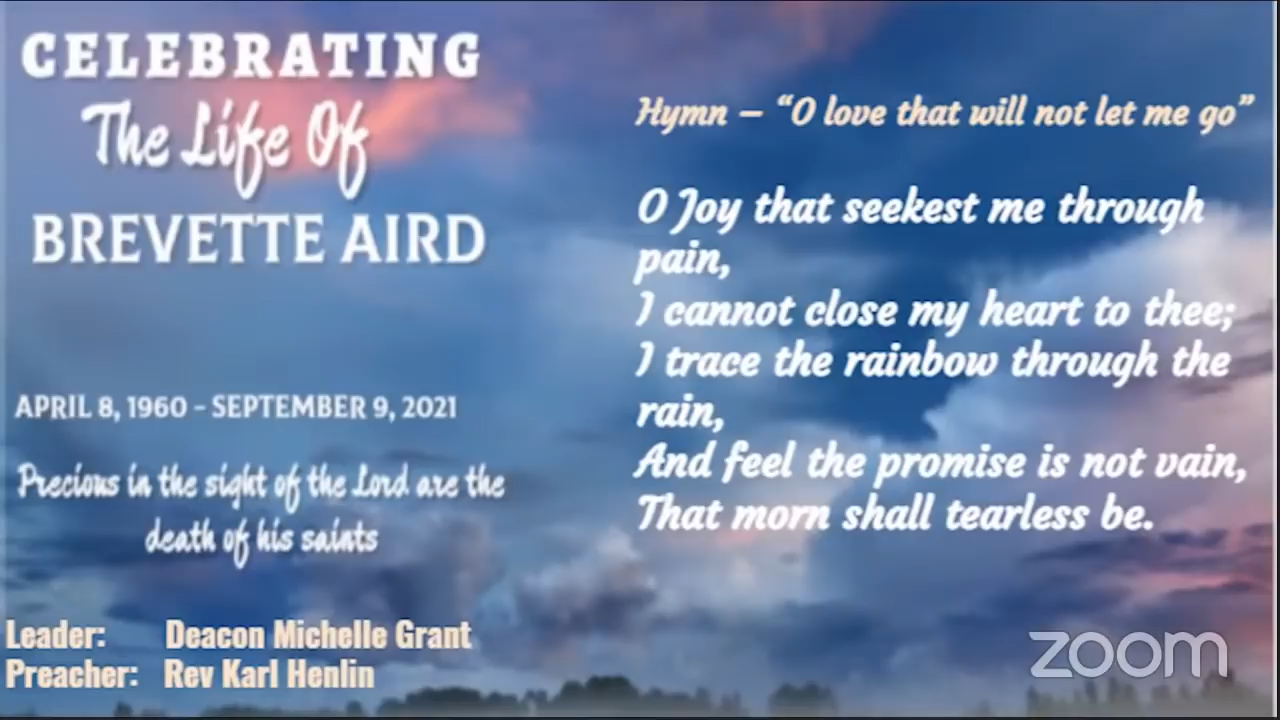 CELEBRATING
The Life Of
BREVETTE AIRD
APRIL 8, 1960 - SEPTEMBER 9, 2021
Precious in the sight of the Lord are the
death of his saints
Leader: Deacon Michelle Grant
Preacher: Rev Karl Henlin
Hymn – “O love that will not let me go”
O Joy that seekest me through
pain,
I cannot close my heart to thee;
I trace the rainbow through the
rain,
And feel the promise is not vain,
That morn shall tearless be.
zoom